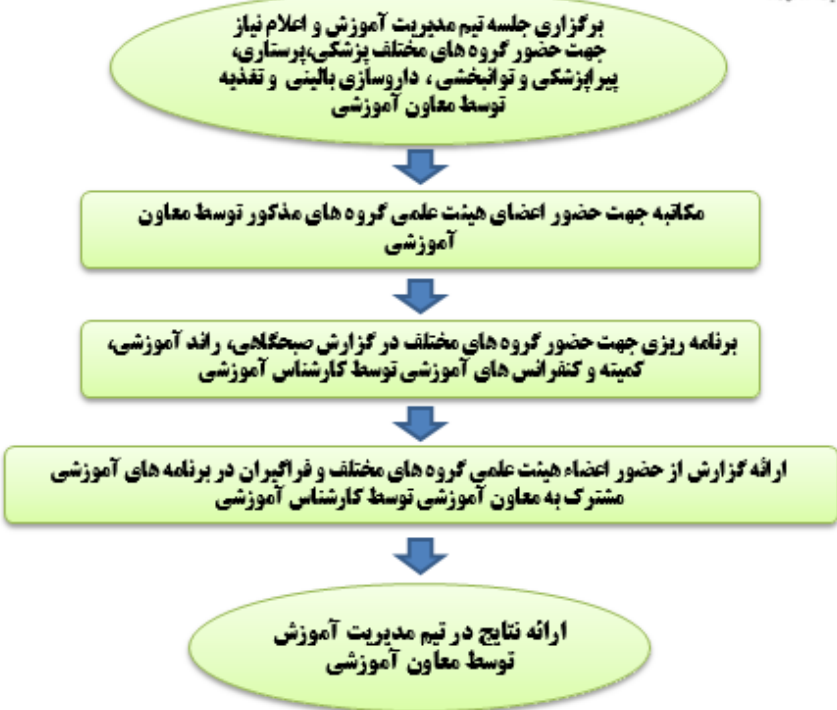 برگزاری جلسه تیم مدیریت آموزش و اعلام نیاز
جهت حضور گروه های مختلف پزشکی،پرستاری،
پیراپزشکی و توانبخشی ، داروسازی بالینی و تغذیه
توسط معاون آموزشی
مکاتبه جهت حضور اعضای هیئت علمی گروه های مذکور توسط معاون
آموزشی
برنامه ریزی جهت حضور گروه های مختلف در گزارش صبحگاهی، راند آموزشی،
کمیته و کنفرانس های آموزشی توسط کارشناس آموزشی
ارائه گزارش از حضور اعضاء هیئت علمی گروه های مختلف و فراگیران در برنامه های آموزشی
مشترک به معاون آموزشی توسط کارشناس آموزشی
ارائه نتایج در تیم مدیریت آموزش
توسط معاون آموزشی